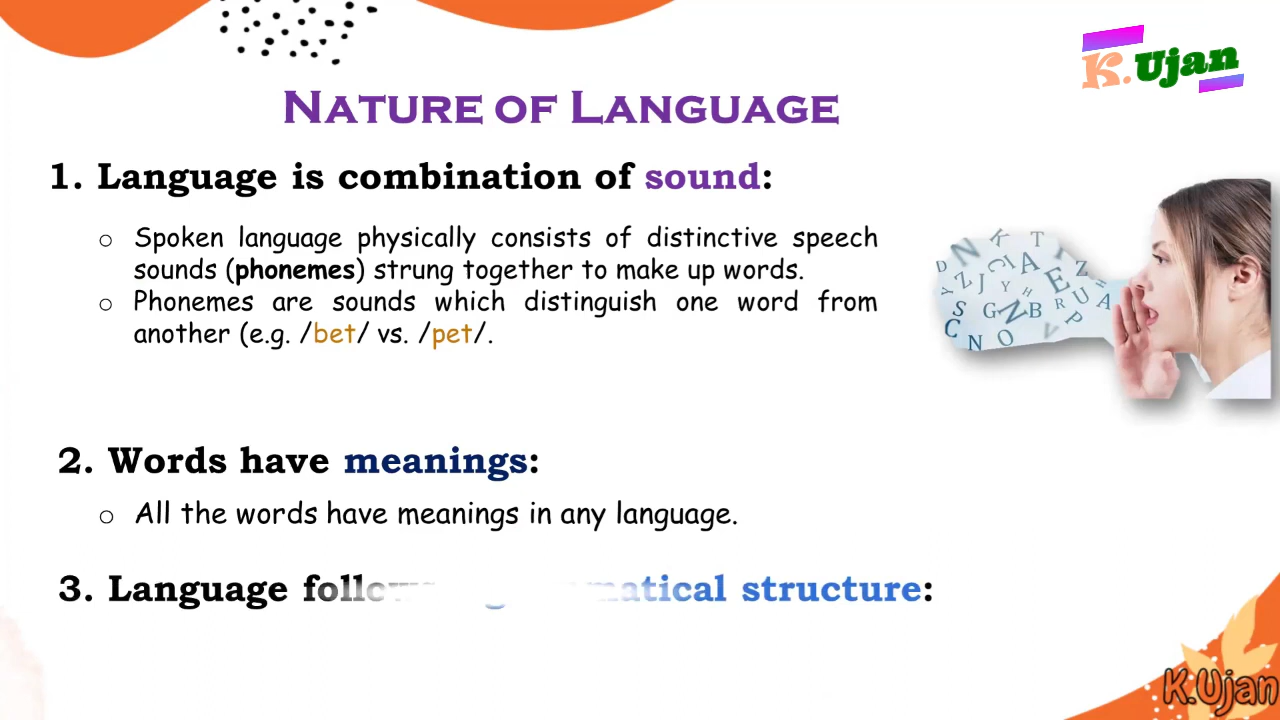 K.Ujan
NATURE OF LANGUAGE
1. Language is combination of sound:
o Spoken language physically consists of distinctive speech
sounds (phonemes) strung together to make up words.
o Phonemes are sounds which distinguish one word from
another (e.g. /bet/ vs. /pet/.
2. Words have meanings:
o All the words have meanings in any language.
3. Language structure:
K.Ujan